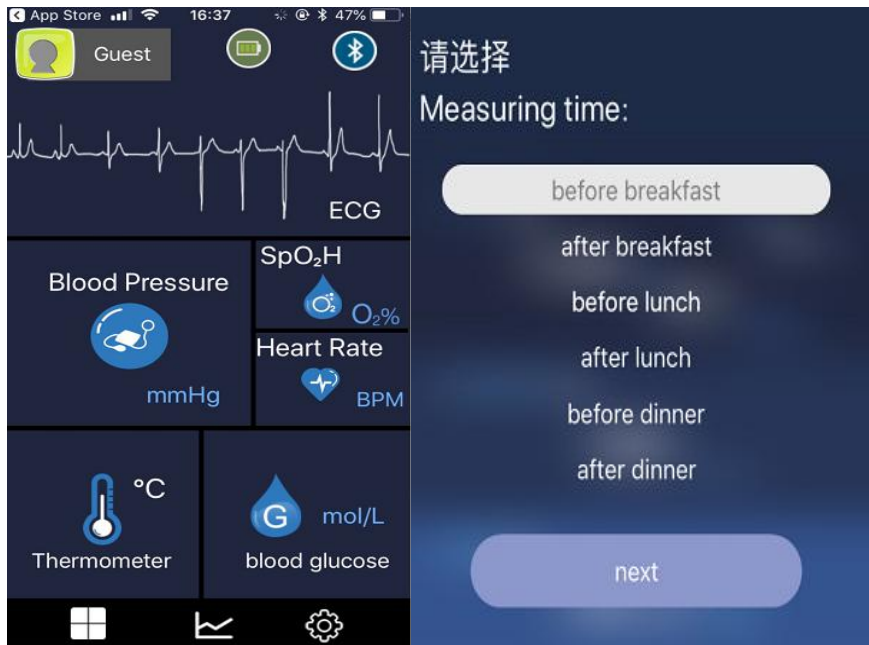 App Store 16:37 47%
Guest
ECG
Blood Pressure
mmHg
SpO₂H
O₂
O₂%
Heart Rate
BPM
°C
Thermometer
G
mol/L
blood glucose
请选择
Measuring time:
before breakfast
after breakfast
before lunch
after lunch
before dinner
after dinner
next